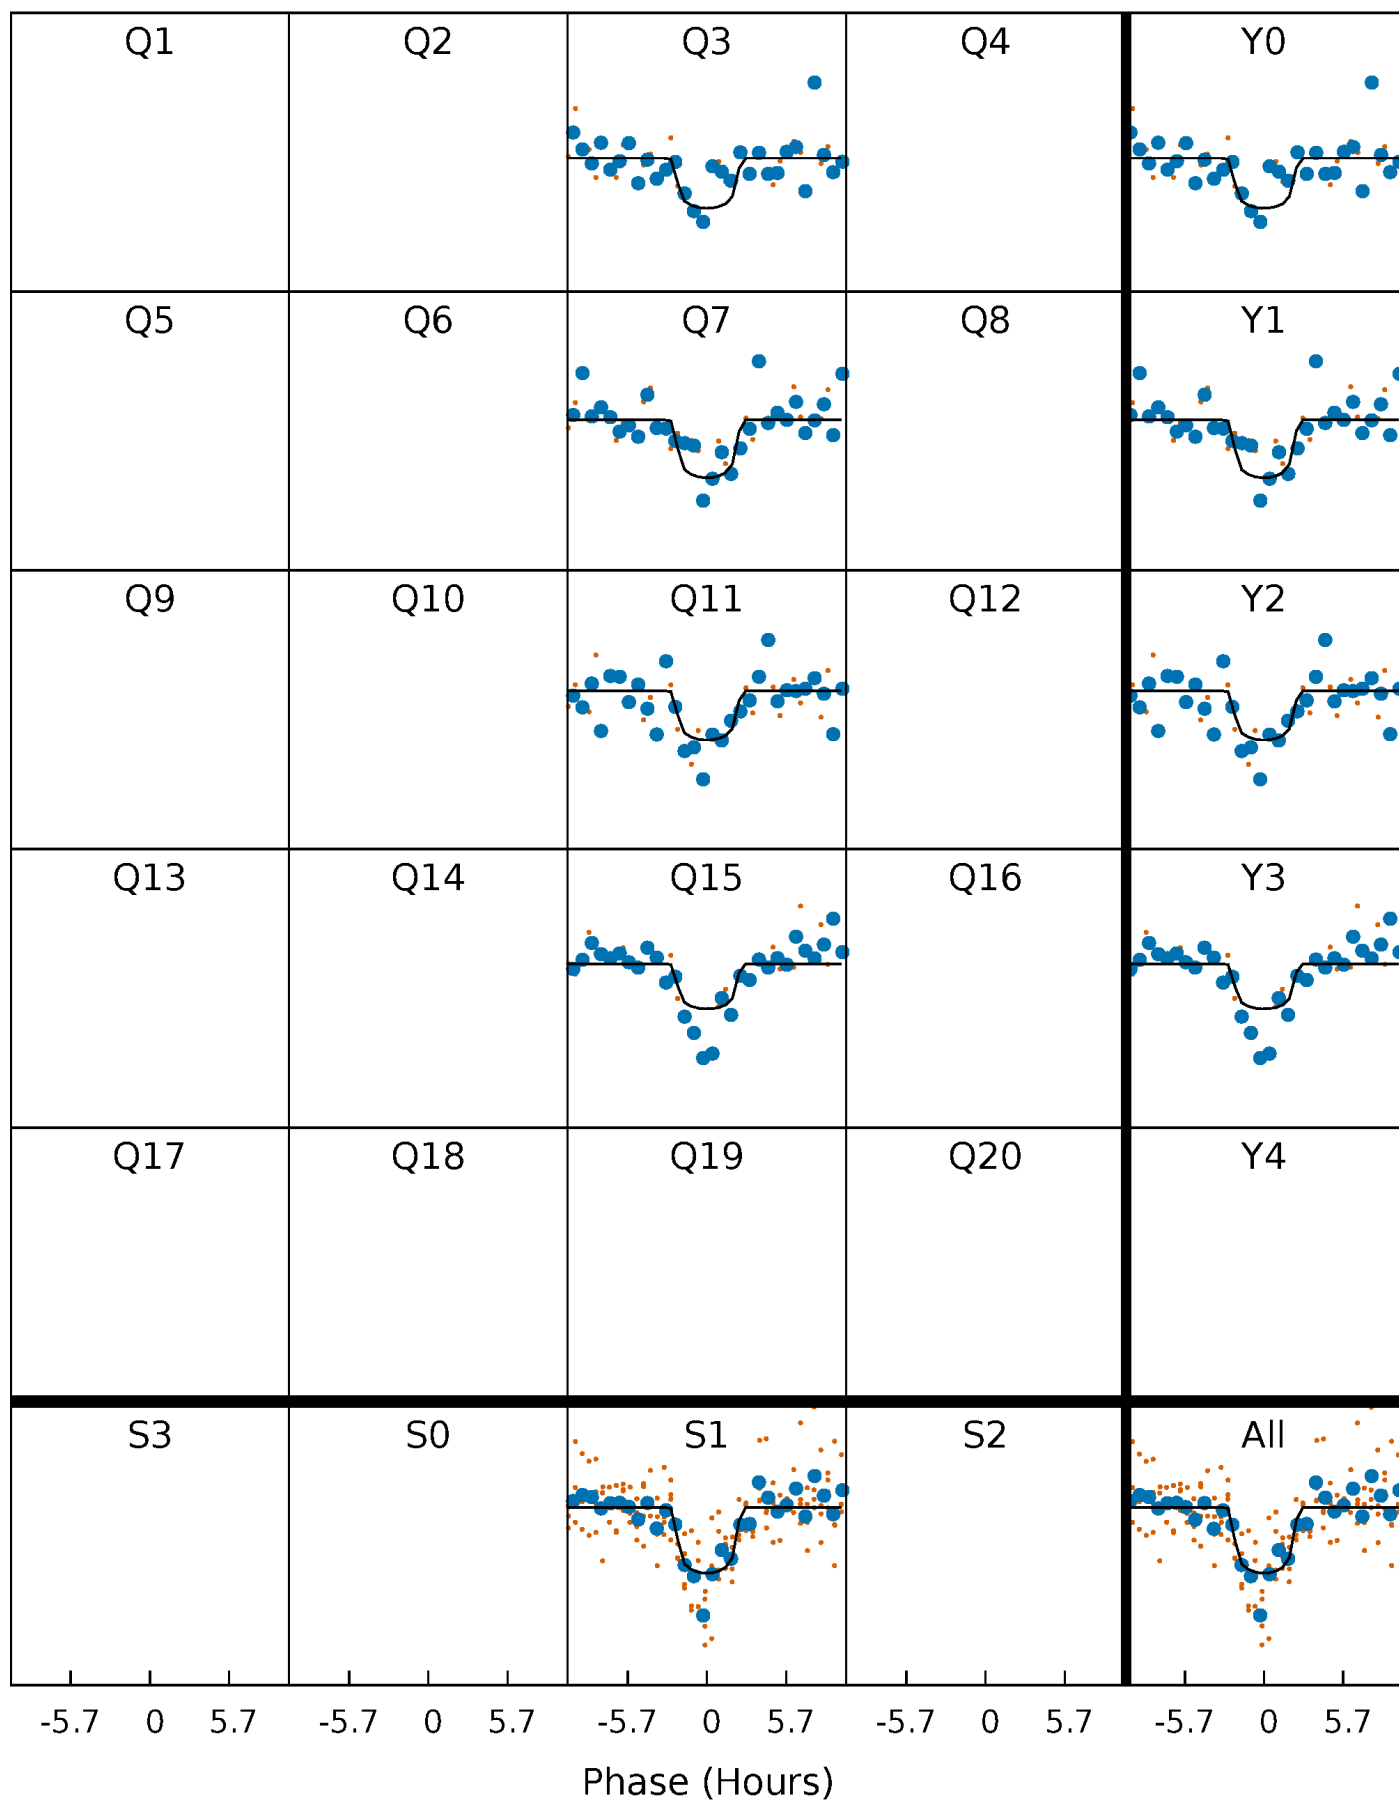 Q1 Q2 Q3 Q4 Y0
Q5 Q6 Q7 Q8 Y1
Q9 Q10 Q11 Q12 Y2
Q13 Q14 Q15 Q16 Y3
Q17 Q18 Q19 Q20 Y4
S3 S0 S1 S2 All
-5.7 0 5.7 -5.7 0 5.7 -5.7 0 5.7 -5.7 0 5.7 -5.7 0 5.7
Phase (Hours)